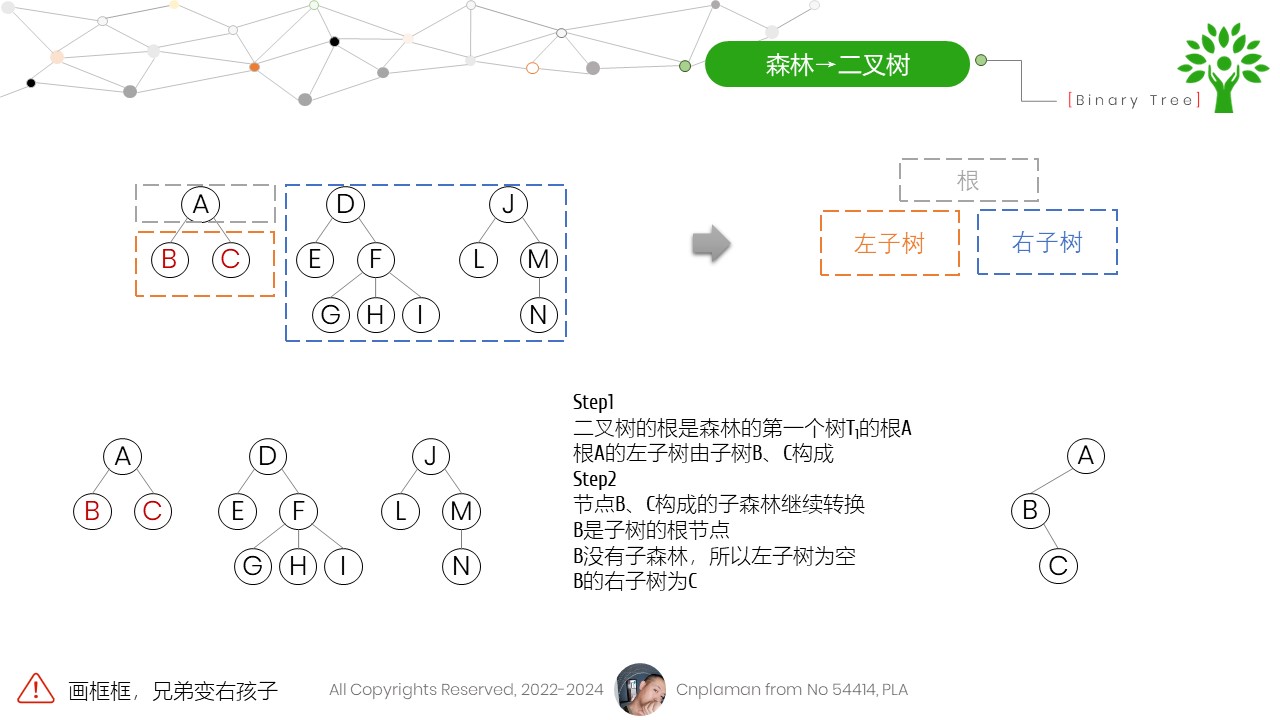 森林→二叉树
[Binary Tree]
根
左子树
右子树
A
B C
D
E F
G H I
J
L M
N
A
B C
D
E F
G H I
J
L M
N
Step1
二叉树的根是森林的第一个树T1的根A
根A的左子树由子树B、C构成
Step2
节点B、C构成的子森林继续转换
B是子树的根节点
B没有子森林，所以左子树为空
B的右子树为C
A
B
C
画框框，兄弟变右孩子
All Copyrights Reserved, 2022-2024
Cnplaman from No 54414, PLA